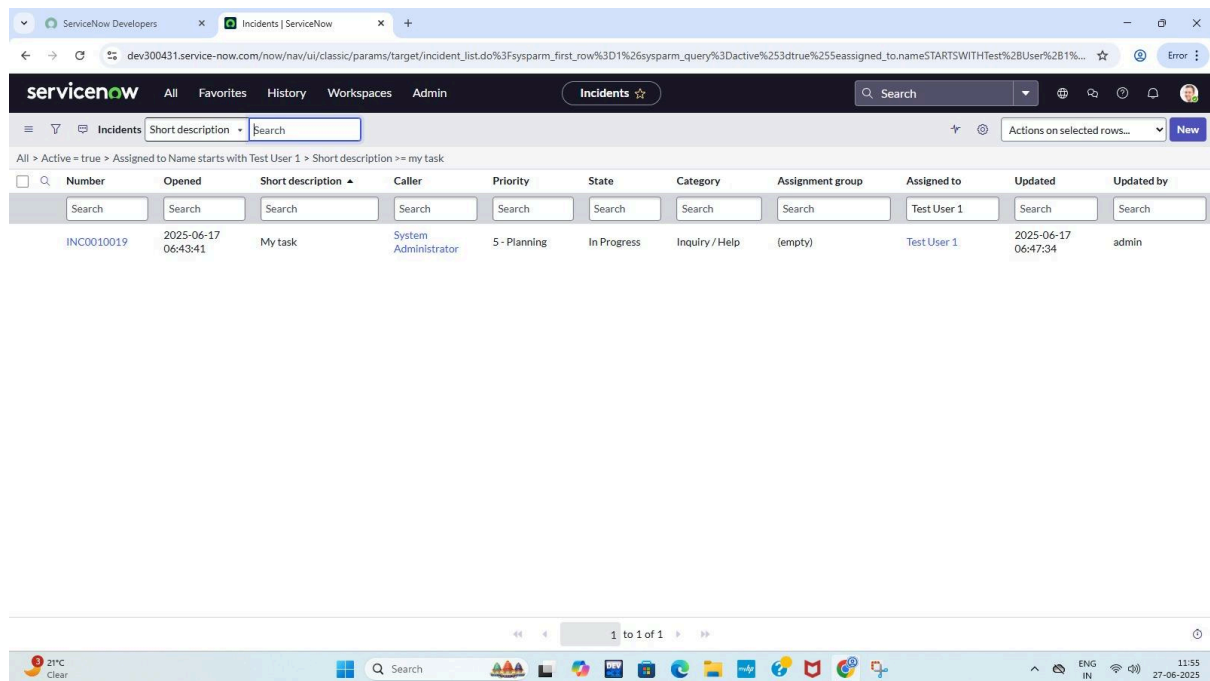 ServiceNow Developers
Incidents | ServiceNow
dev300431.service-now.com/now/nav/ui/classic/params/target/incident_list.do%3Fsysparm_first_row%3D1%26sysparm_query%3Dactive%253dtrue%255eassigned_to.nameSTARTSWITHTest%2BUser%2B1%...
Error
servicenow All Favorites History Workspaces Admin Incidents Search
Incidents Short description Search Actions on selected rows... New
All > Active = true > Assigned to Name starts with Test User 1 > Short description >= my task
Number Opened Short description Caller Priority State Category Assignment group Assigned to Updated Updated by
Search Search Search Search Search Search Search Search Test User 1 Search Search
INC0010019 2025-06-17 06:43:41 My task System Administrator 5 - Planning In Progress Inquiry / Help (empty) Test User 1 2025-06-17 06:47:34 admin
1 to 1 of 1
3 21°C Search ENG 11:55
Clear IN 27-06-2025